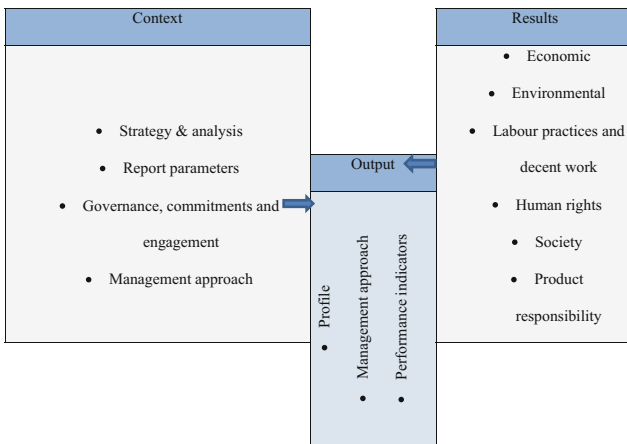 Context
• Strategy & analysis
• Report parameters
• Governance, commitments and
engagement
• Management approach
Output
• Profile
• Management approach
• Performance indicators
Results
• Economic
• Environmental
• Labour practices and
decent work
• Human rights
• Society
• Product
responsibility